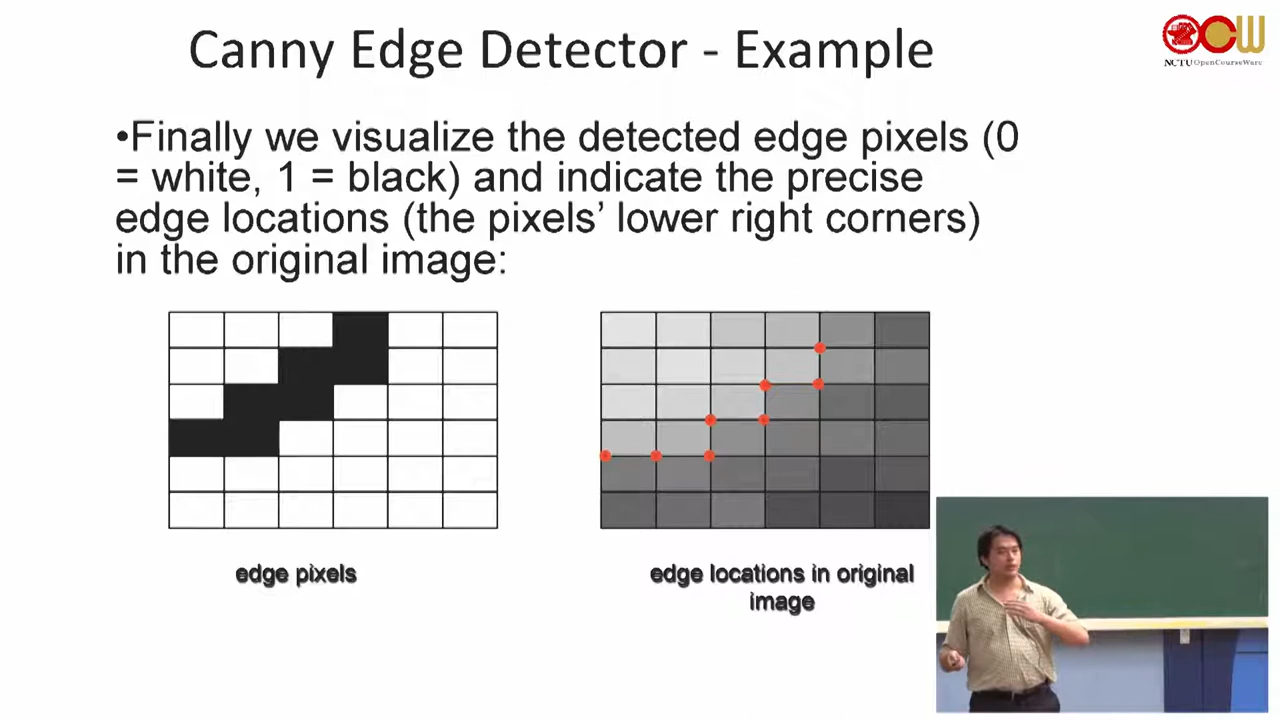 Canny Edge Detector - Example
OCW
NCTU OpenCourseWare
•Finally we visualize the detected edge pixels (0
= white, 1 = black) and indicate the precise
edge locations (the pixels’ lower right corners)
in the original image:
edge pixels
edge locations in original
image